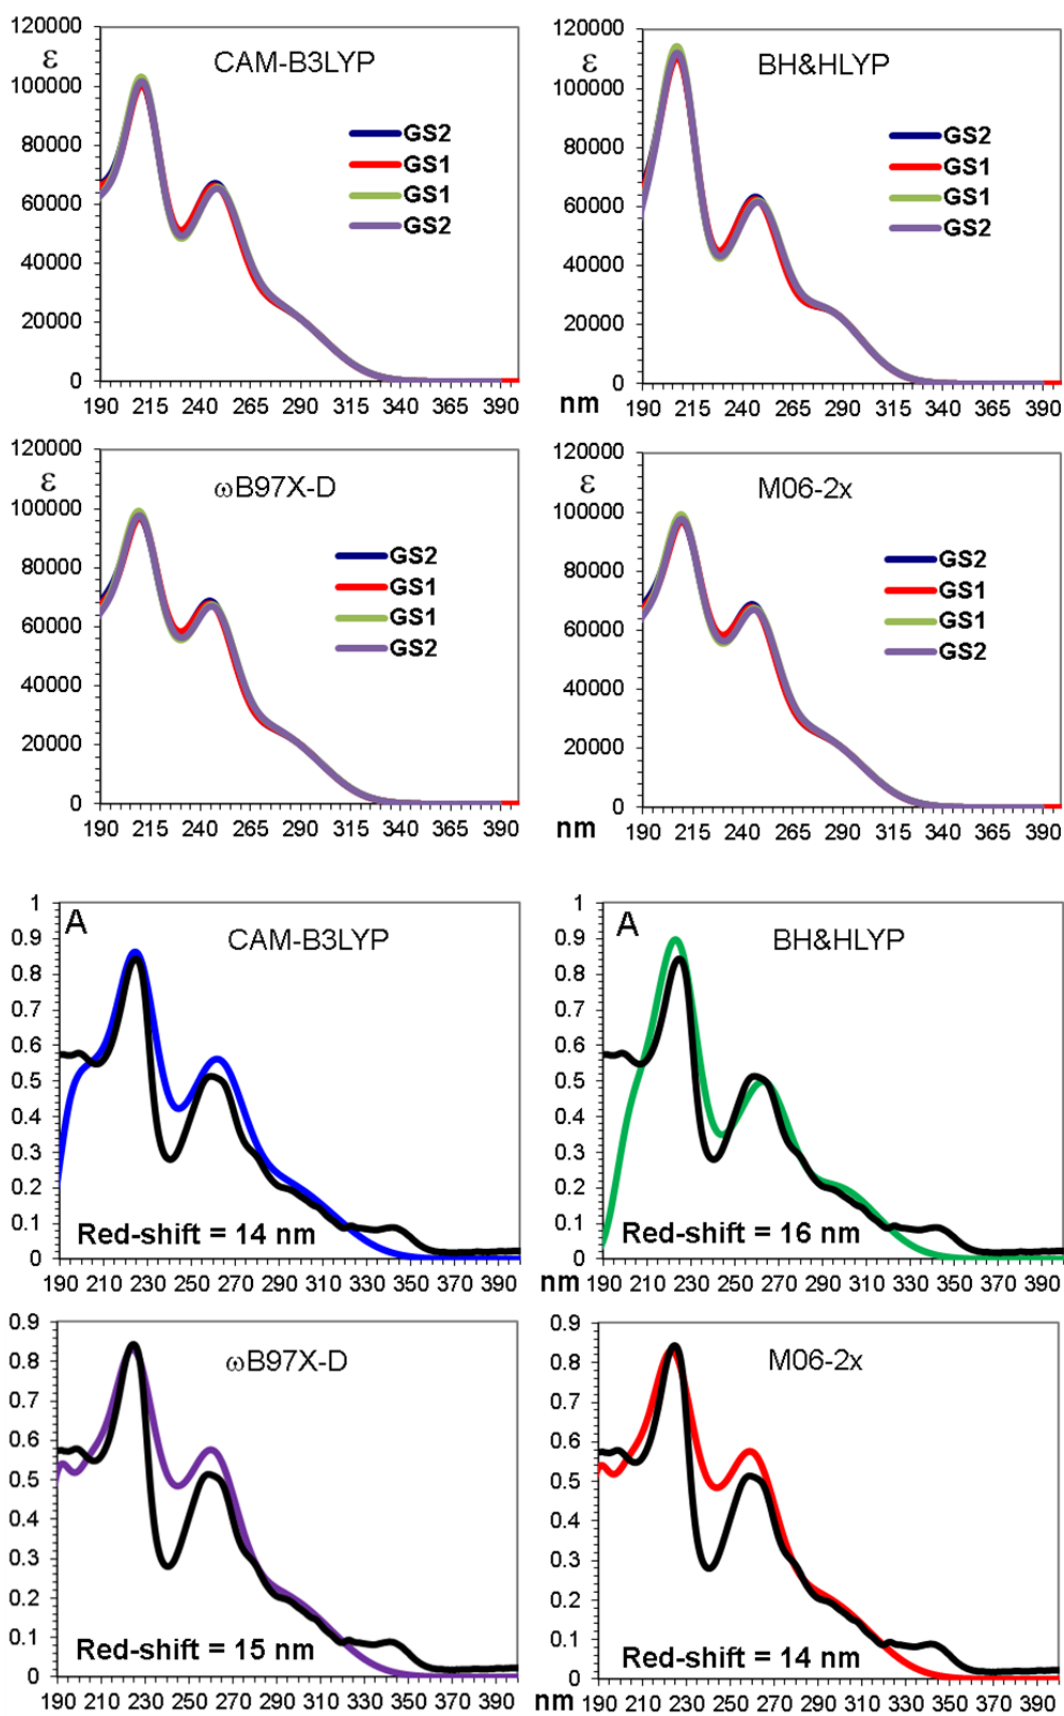 120000
ε
CAM-B3LYP
100000
80000
60000
40000
20000
0
GS2
GS1
GS1
GS2
190 215 240 265 290 315 340 365 390
120000
ε
BH&HLYP
100000
80000
60000
40000
20000
0
GS2
GS1
GS1
GS2
nm
190 215 240 265 290 315 340 365 390
120000
ε
ωB97X-D
100000
80000
60000
40000
20000
0
GS2
GS1
GS1
GS2
190 215 240 265 290 315 340 365 390
120000
ε
M06-2x
100000
80000
60000
40000
20000
0
GS2
GS1
GS1
GS2
nm
190 215 240 265 290 315 340 365 390
1
A
CAM-B3LYP
0.9
0.8
0.7
0.6
0.5
0.4
0.3
0.2
0.1
0
Red-shift = 14 nm
190 210 230 250 270 290 310 330 350 370 390
1
A
BH&HLYP
0.9
0.8
0.7
0.6
0.5
0.4
0.3
0.2
0.1
0
Red-shift = 16 nm
nm
190 210 230 250 270 290 310 330 350 370 390
0.9
ωB97X-D
0.8
0.7
0.6
0.5
0.4
0.3
0.2
0.1
0
Red-shift = 15 nm
190 210 230 250 270 290 310 330 350 370 390
0.9
M06-2x
0.8
0.7
0.6
0.5
0.4
0.3
0.2
0.1
0
Red-shift = 14 nm
nm
190 210 230 250 270 290 310 330 350 370 390